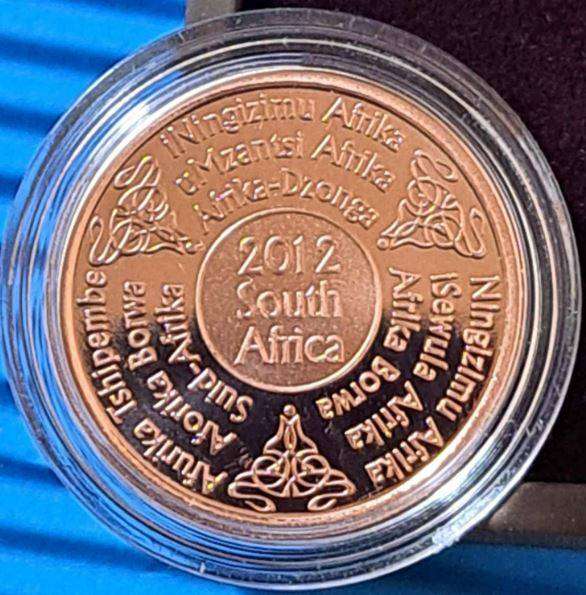 iNingizimu Afrika
uMzantsi Afrika
Afrika-Dzonga
2012
South
Africa
Ningizimu Afrika
iSewula Afrika
Afrika Borwa
Afurika Tshipembe
Aforika Borwa
Suid-Afrika